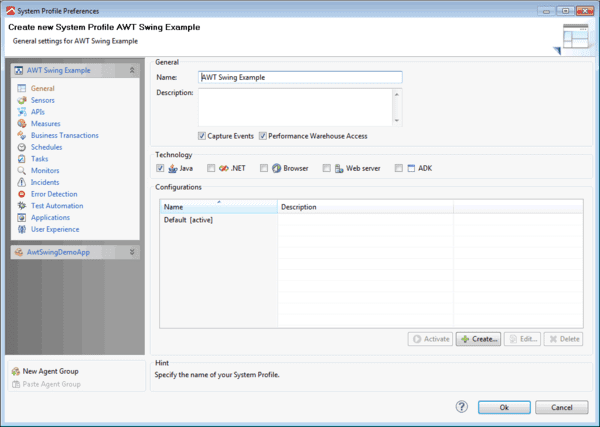 System Profile Preferences
Create new System Profile AWT Swing Example
General settings for AWT Swing Example
AWT Swing Example
General
Sensors
APIs
Measures
Business Transactions
Schedules
Tasks
Monitors
Incidents
Error Detection
Test Automation
Applications
User Experience
AwtSwingDemoApp
New Agent Group
Paste Agent Group
General
Name: AWT Swing Example
Description:
Capture Events Performance Warehouse Access
Technology
Java .NET Browser Web server ADK
Configurations
Name Description
Default [active]
Activate Create... Edit... Delete
Hint
Specify the name of your System Profile.
Ok Cancel